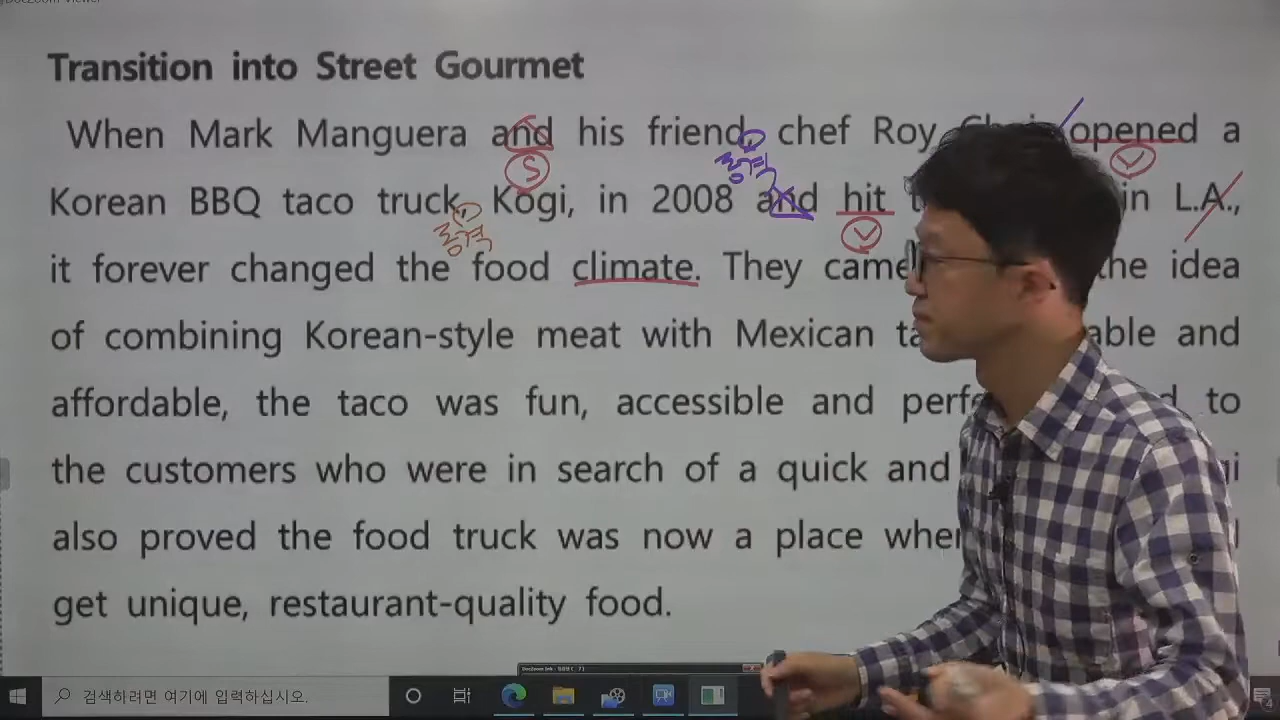 Transition into Street Gourmet
When Mark Manguera and his friend, chef Roy opened a
S
동격
Korean BBQ taco truck, Kogi, in 2008 and hit in L.A.,
동격
it forever changed the food climate. They came the idea
of combining Korean-style meat with Mexican and
affordable, the taco was fun, accessible and to
the customers who were in search of a quick and
also proved the food truck was now a place
get unique, restaurant-quality food.
검색하려면 여기에 입력하십시오.